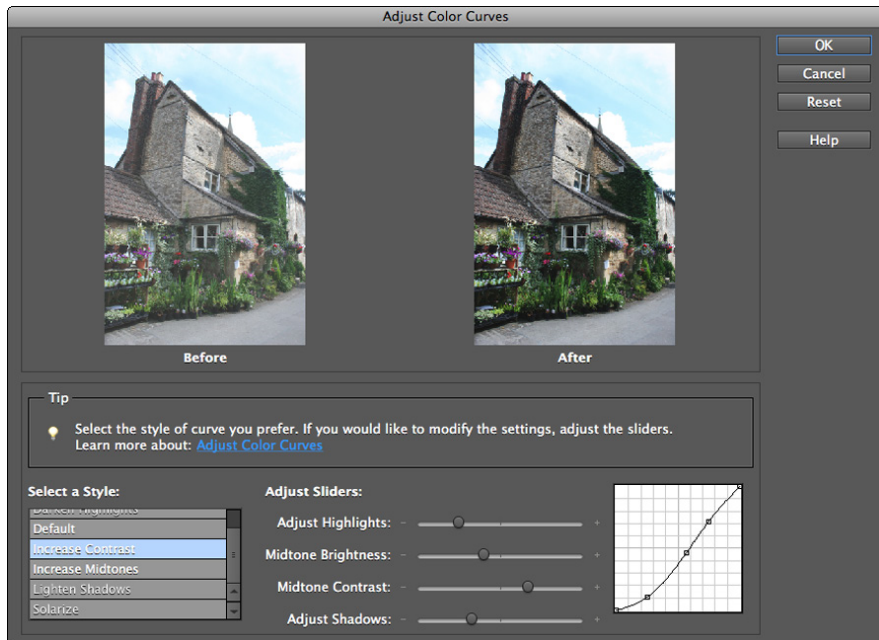 Adjust Color Curves
OK
Cancel
Reset
Help
Before
After
Tip
Select the style of curve you prefer. If you would like to modify the settings, adjust the sliders.
Learn more about: Adjust Color Curves
Select a Style:
Darken Highlights
Default
Increase Contrast
Increase Midtones
Lighten Shadows
Solarize
Adjust Sliders:
Adjust Highlights: - +
Midtone Brightness: - +
Midtone Contrast: - +
Adjust Shadows: - +